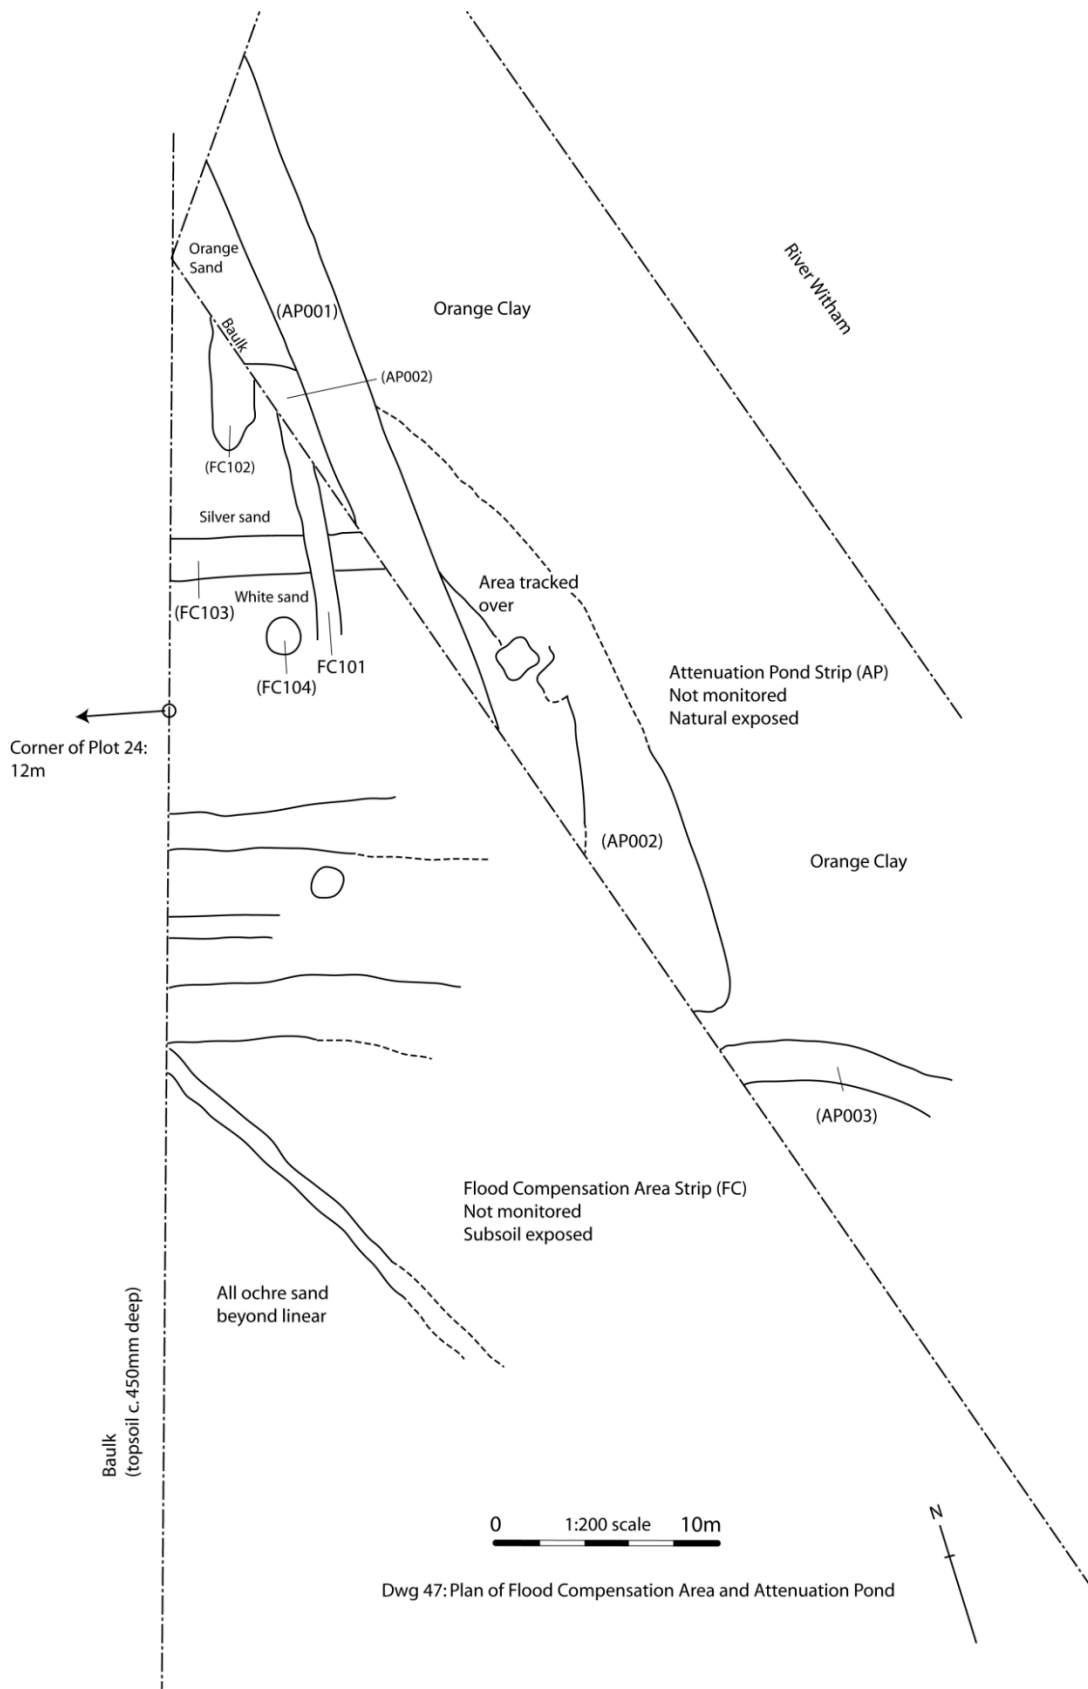 Orange
Sand
(AP001)
Orange Clay
River Witham
Baulk
(AP002)
(FC102)
Silver sand
Area tracked
over
White sand
(FC103)
FC101
(FC104)
Attenuation Pond Strip (AP)
Not monitored
Natural exposed
Corner of Plot 24:
12m
(AP002)
Orange Clay
(AP003)
Flood Compensation Area Strip (FC)
Not monitored
Subsoil exposed
All ochre sand
beyond linear
Baulk
(topsoil c.450mm deep)
0 1:200 scale 10m
N
Dwg 47: Plan of Flood Compensation Area and Attenuation Pond